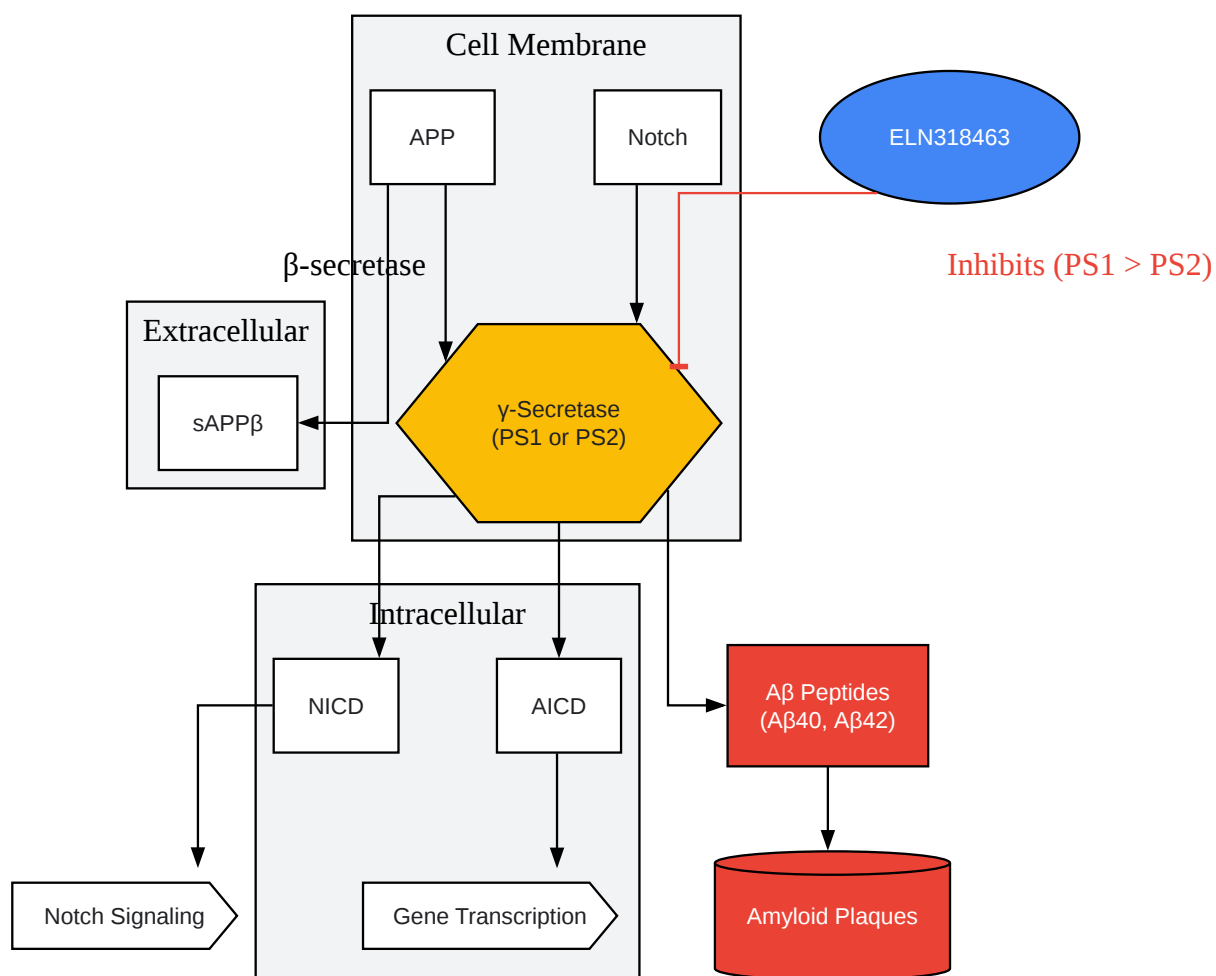 Cell Membrane
APP
Notch
ELN318463
β-secretase
Inhibits (PS1 > PS2)
Extracellular
sAPPβ
γ-Secretase
(PS1 or PS2)
Intracellular
NICD
AICD
Aβ Peptides
(Aβ40, Aβ42)
Notch Signaling
Gene Transcription
Amyloid Plaques